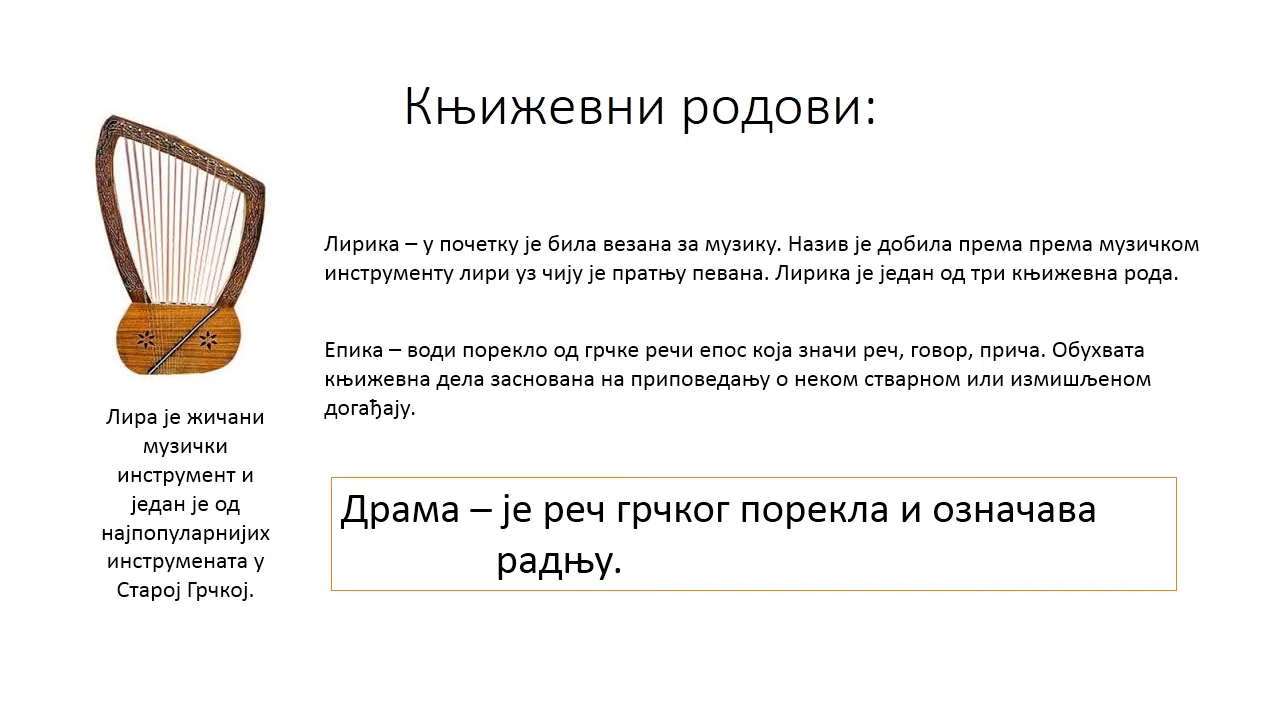 Књижевни родови:
Лирика – у почетку је била везана за музику. Назив је добила према према музичком
инструменту лири уз чију је пратњу певана. Лирика је један од три књижевна рода.
Епика – води порекло од грчке речи епос која значи реч, говор, прича. Обухвата
књижевна дела заснована на приповедању о неком стварном или измишљеном
догађају.
Лира је жичани
музички
инструмент и
један је од
најпопуларнијих
инструмената у
Старој Грчкој.
Драма – је реч грчког порекла и означава
радњу.